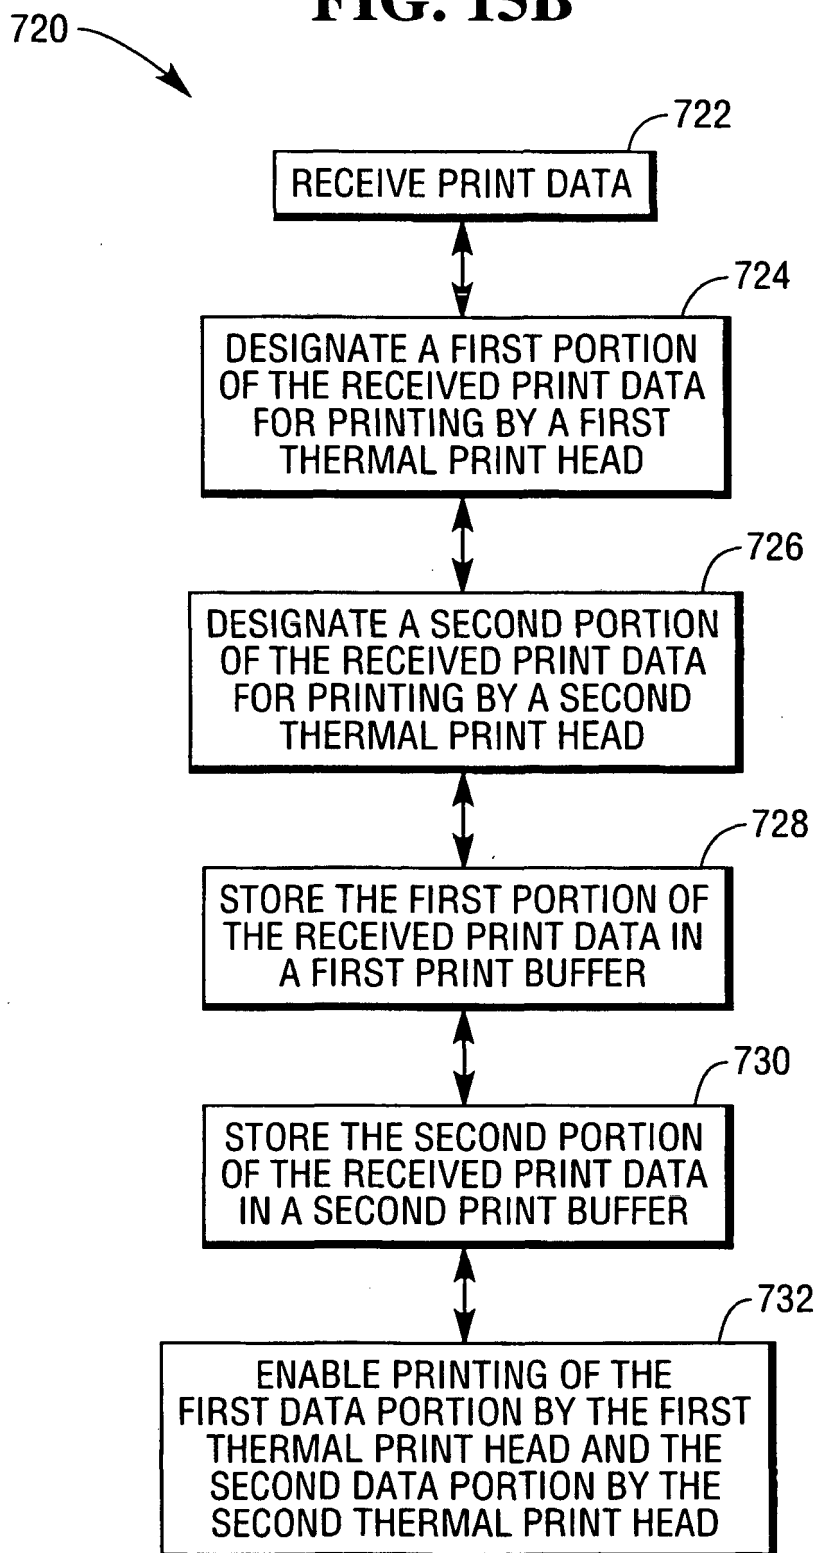 FIG. 15B
720
722
RECEIVE PRINT DATA
724
DESIGNATE A FIRST PORTION
OF THE RECEIVED PRINT DATA
FOR PRINTING BY A FIRST
THERMAL PRINT HEAD
726
DESIGNATE A SECOND PORTION
OF THE RECEIVED PRINT DATA
FOR PRINTING BY A SECOND
THERMAL PRINT HEAD
728
STORE THE FIRST PORTION OF
THE RECEIVED PRINT DATA IN
A FIRST PRINT BUFFER
730
STORE THE SECOND PORTION
OF THE RECEIVED PRINT DATA
IN A SECOND PRINT BUFFER
732
ENABLE PRINTING OF THE
FIRST DATA PORTION BY THE FIRST
THERMAL PRINT HEAD AND THE
SECOND DATA PORTION BY THE
SECOND THERMAL PRINT HEAD